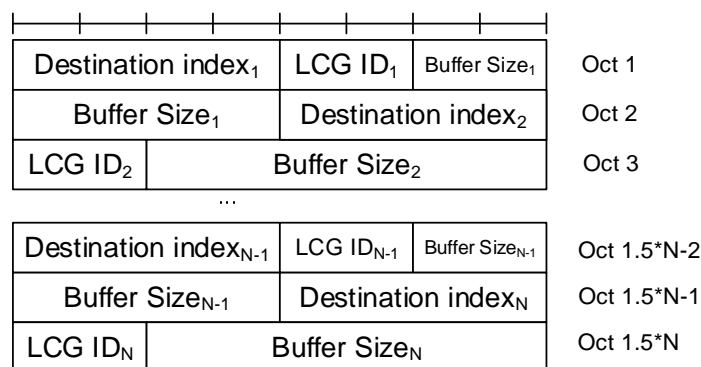 Destination index₁ LCG ID₁ Buffer Size₁ Oct 1
Buffer Size₁ Destination index₂ Oct 2
LCG ID₂ Buffer Size₂ Oct 3
...
Destination indexN-1 LCG IDN-1 Buffer SizeN-1 Oct 1.5*N-2
Buffer SizeN-1 Destination indexN Oct 1.5*N-1
LCG IDN Buffer SizeN Oct 1.5*N